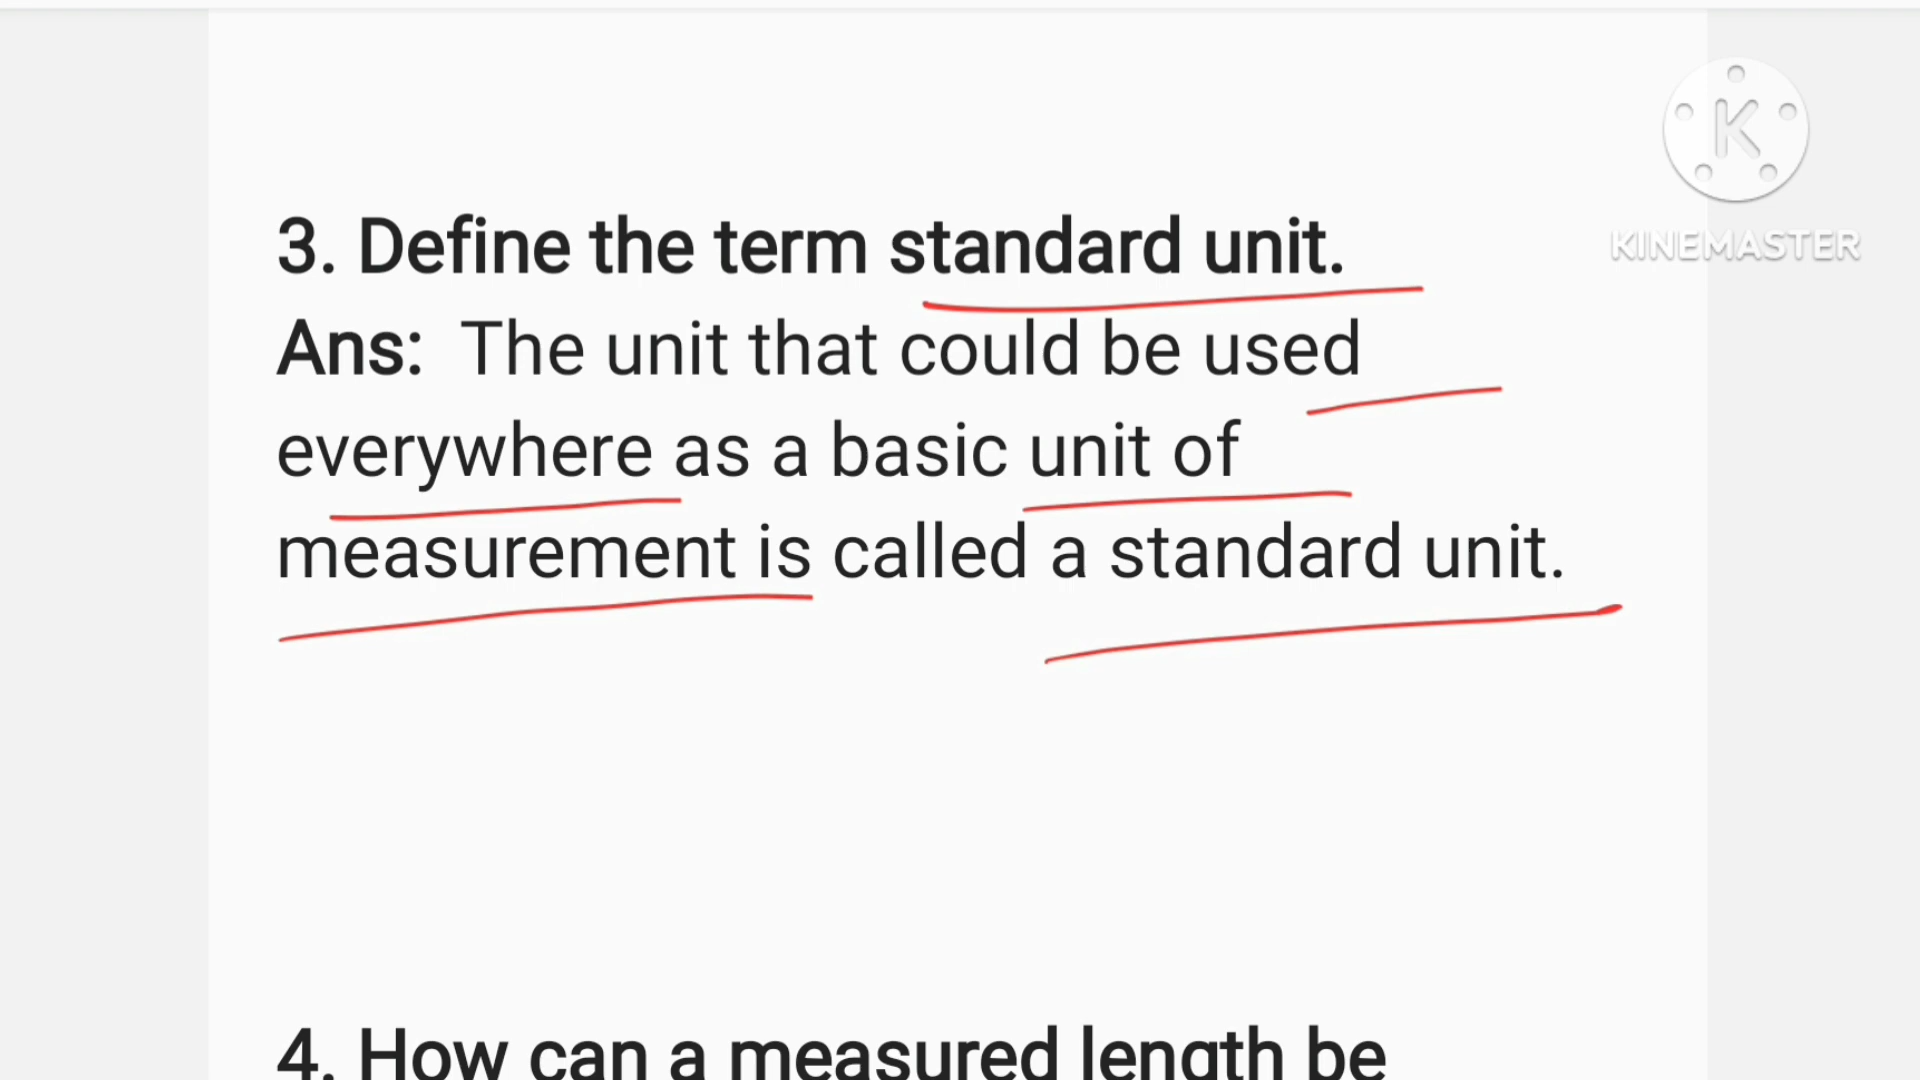 K
KINEMASTER
3. Define the term standard unit.
Ans: The unit that could be used
everywhere as a basic unit of
measurement is called a standard unit.
4. How can a measured length be